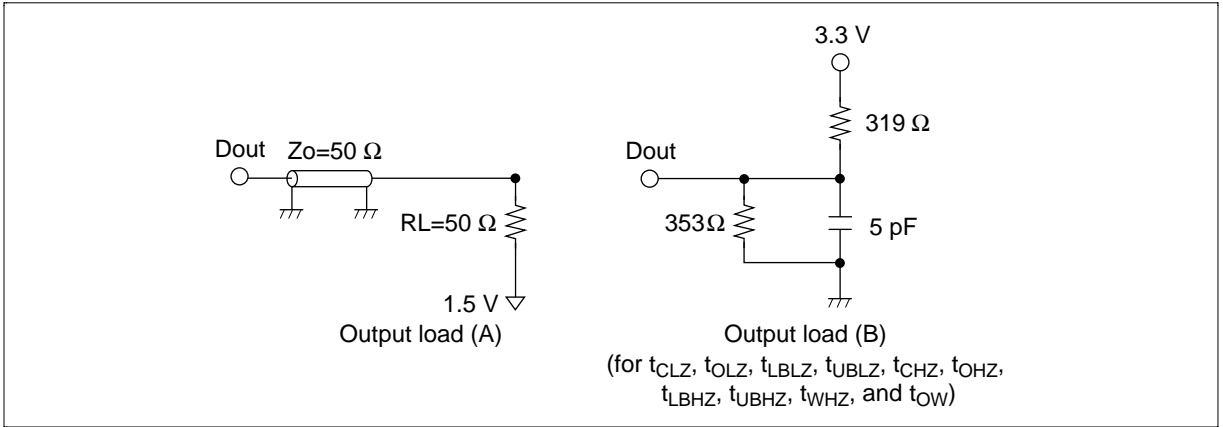 Dout
Zo=50 Ω
RL=50 Ω
1.5 V
Output load (A)
3.3 V
319 Ω
Dout
353Ω
5 pF
Output load (B)
(for tCLZ, tOLZ, tLBLZ, tUBLZ, tCHZ, tOHZ,
tLBHZ, tUBHZ, tWHZ, and tOW)